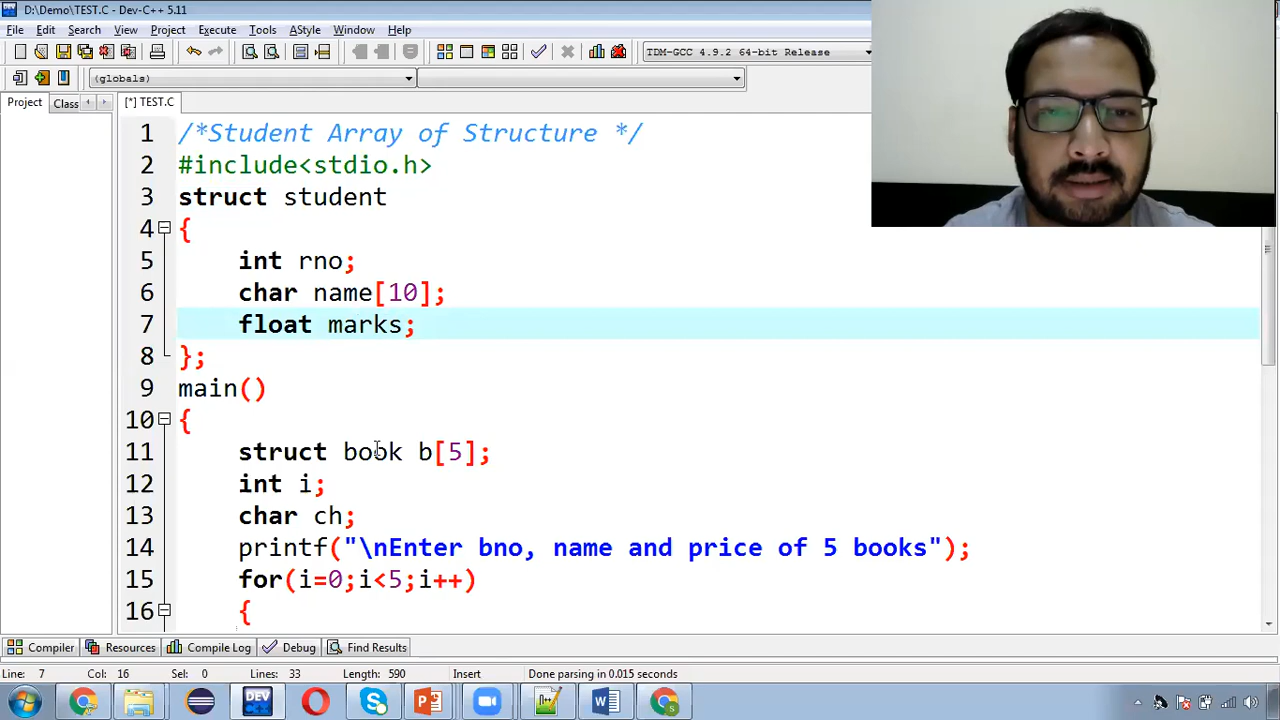 D:\Demo\TEST.C - Dev-C++ 5.11
File Edit Search View Project Execute Tools AStyle Window Help
TDM-GCC 4.9.2 64-bit Release
(globals)
Project Class [*] TEST.C
1 /*Student Array of Structure */
2 #include<stdio.h>
3 struct student
4 {
5 int rno;
6 char name[10];
7 float marks;
8 };
9 main()
10 {
11 struct book b[5];
12 int i;
13 char ch;
14 printf("\nEnter bno, name and price of 5 books");
15 for(i=0;i<5;i++)
16 {
Compiler Resources Compile Log Debug Find Results
Line: 7 Col: 16 Sel: 0 Lines: 33 Length: 590 Insert Done parsing in 0.015 seconds
DEV